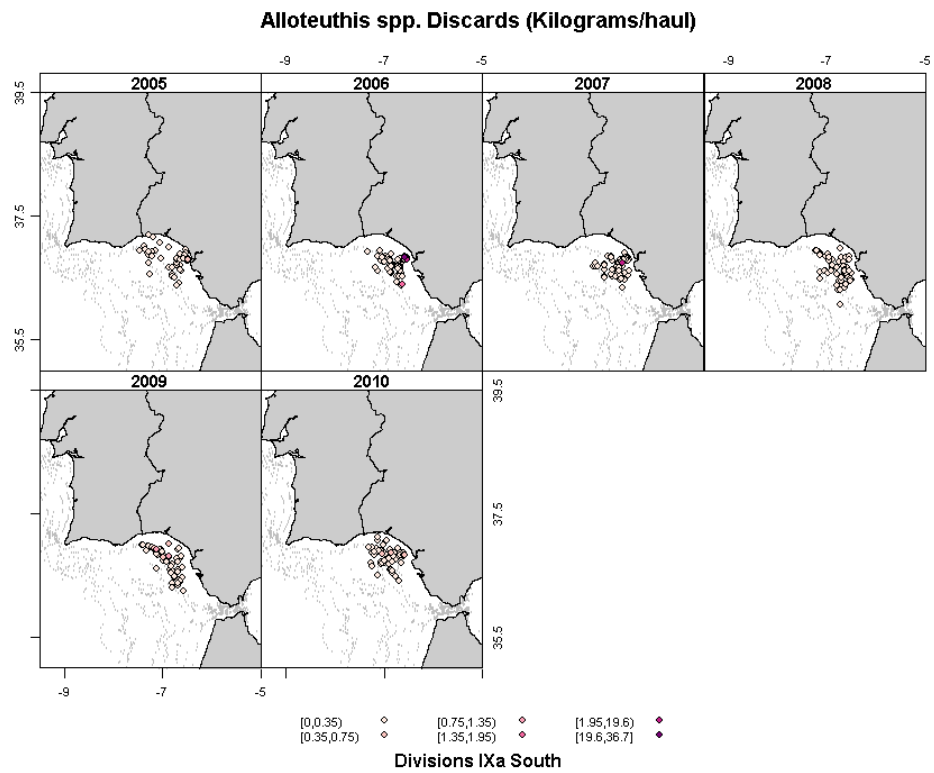 Alloteuthis spp. Discards (Kilograms/haul)
-9 -7 -5 -9 -7 -5
2005 2006 2007 2008
39.5
37.5
35.5
2009 2010
39.5
37.5
35.5
-9 -7 -5
[0,0.35) [0.75,1.35) [1.95,19.6)
[0.35,0.75) [1.35,1.95) [19.6,36.7]
Divisions IXa South